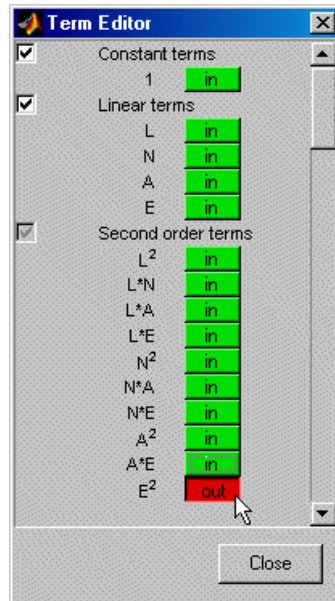 Term Editor
Constant terms
1 in
Linear terms
L in
N in
A in
E in
Second order terms
L² in
L*N in
L*A in
L*E in
N² in
N*A in
N*E in
A² in
A*E in
E² out
Close